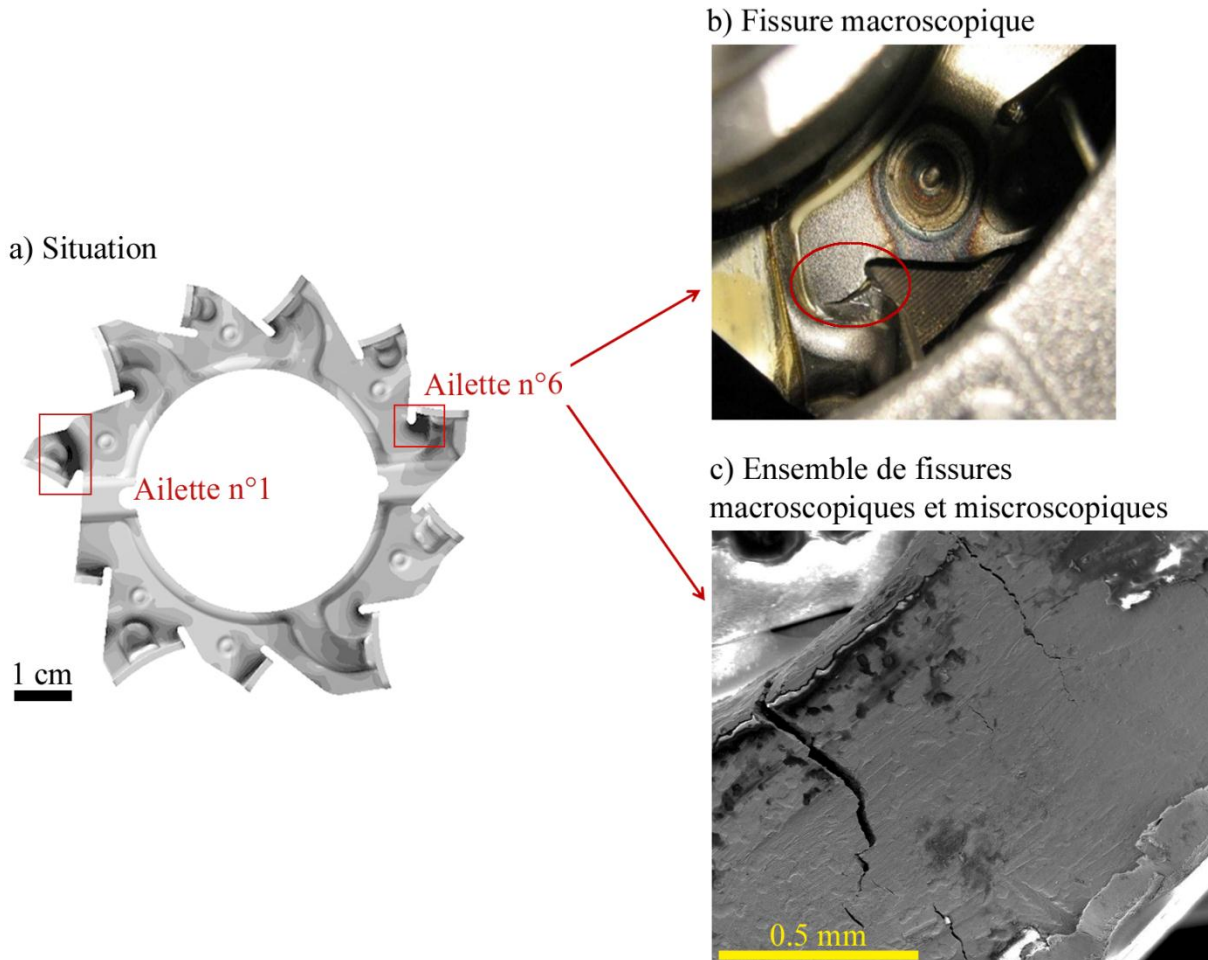 b) Fissure macroscopique
a) Situation
Ailette n°6
Ailette n°1
1 cm
c) Ensemble de fissures
macroscopiques et miscroscopiques
0.5 mm